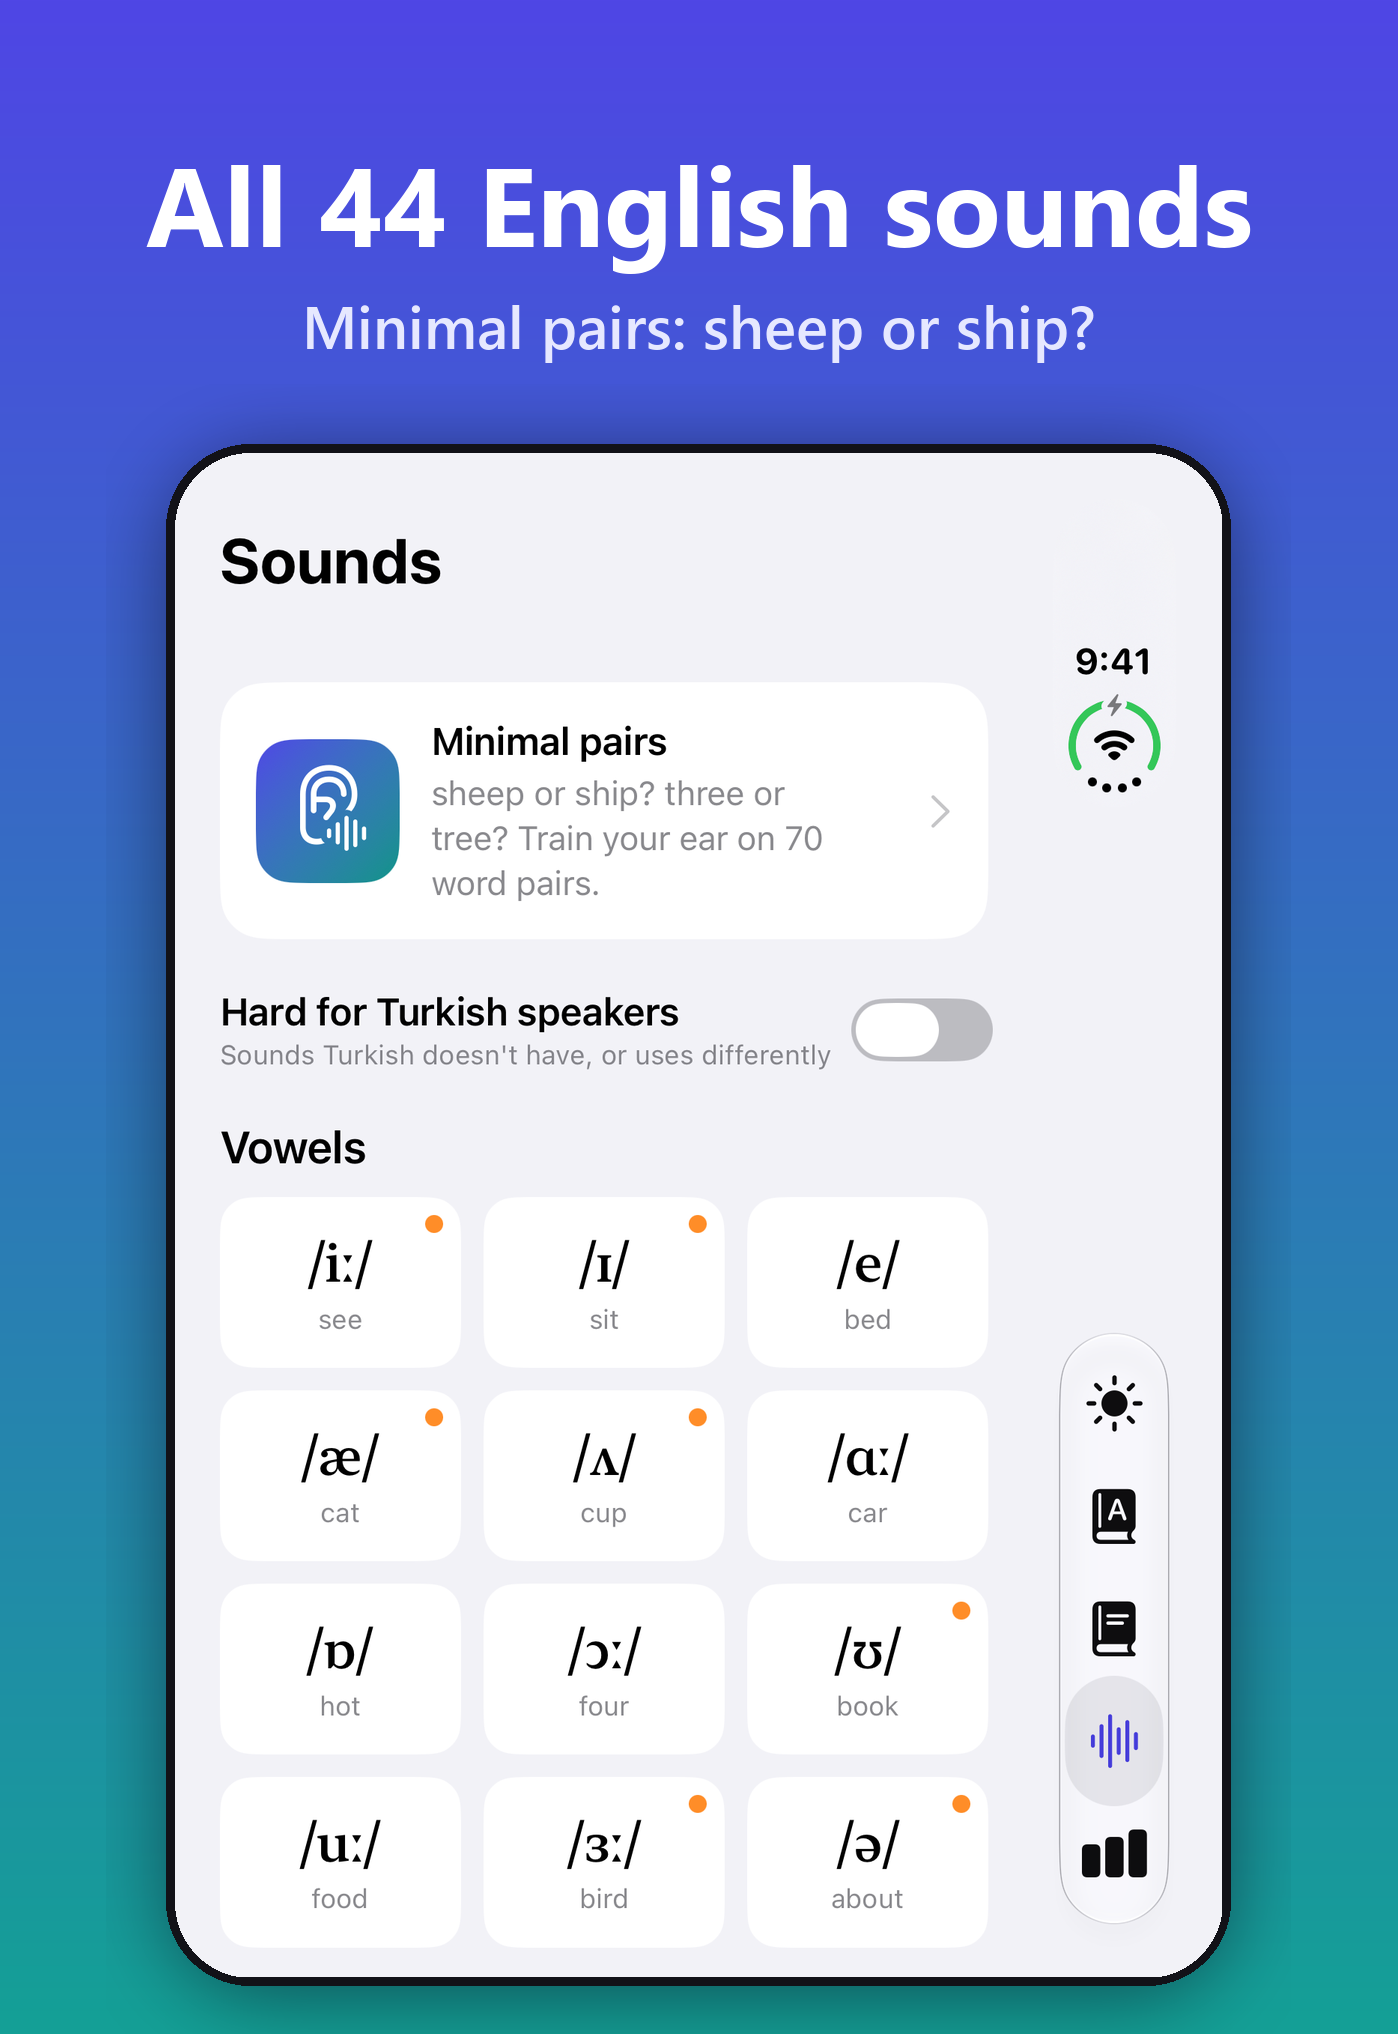 All 44 English sounds
Minimal pairs: sheep or ship?
Sounds
9:41
Minimal pairs
sheep or ship? three or
tree? Train your ear on 70
word pairs.
Hard for Turkish speakers
Sounds Turkish doesn't have, or uses differently
Vowels
/iː/
see
/ɪ/
sit
/e/
bed
/æ/
cat
/ʌ/
cup
/ɑː/
car
/ɒ/
hot
/ɔː/
four
/ʊ/
book
/uː/
food
/ɜː/
bird
/ə/
about
A